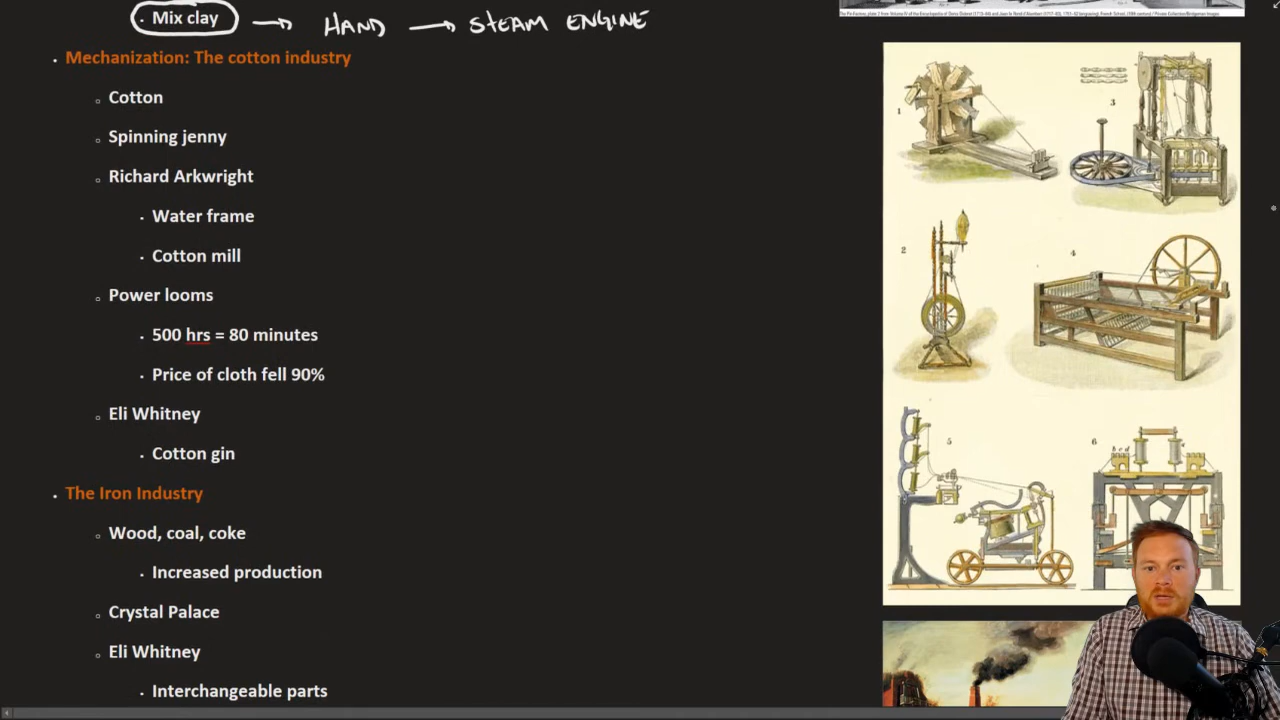 Mix clay → HAND → STEAM ENGINE
Mechanization: The cotton industry
Cotton
Spinning jenny
Richard Arkwright
Water frame
Cotton mill
Power looms
500 hrs = 80 minutes
Price of cloth fell 90%
Eli Whitney
Cotton gin
The Iron Industry
Wood, coal, coke
Increased production
Crystal Palace
Eli Whitney
Interchangeable parts
1
3
2
4
5
6